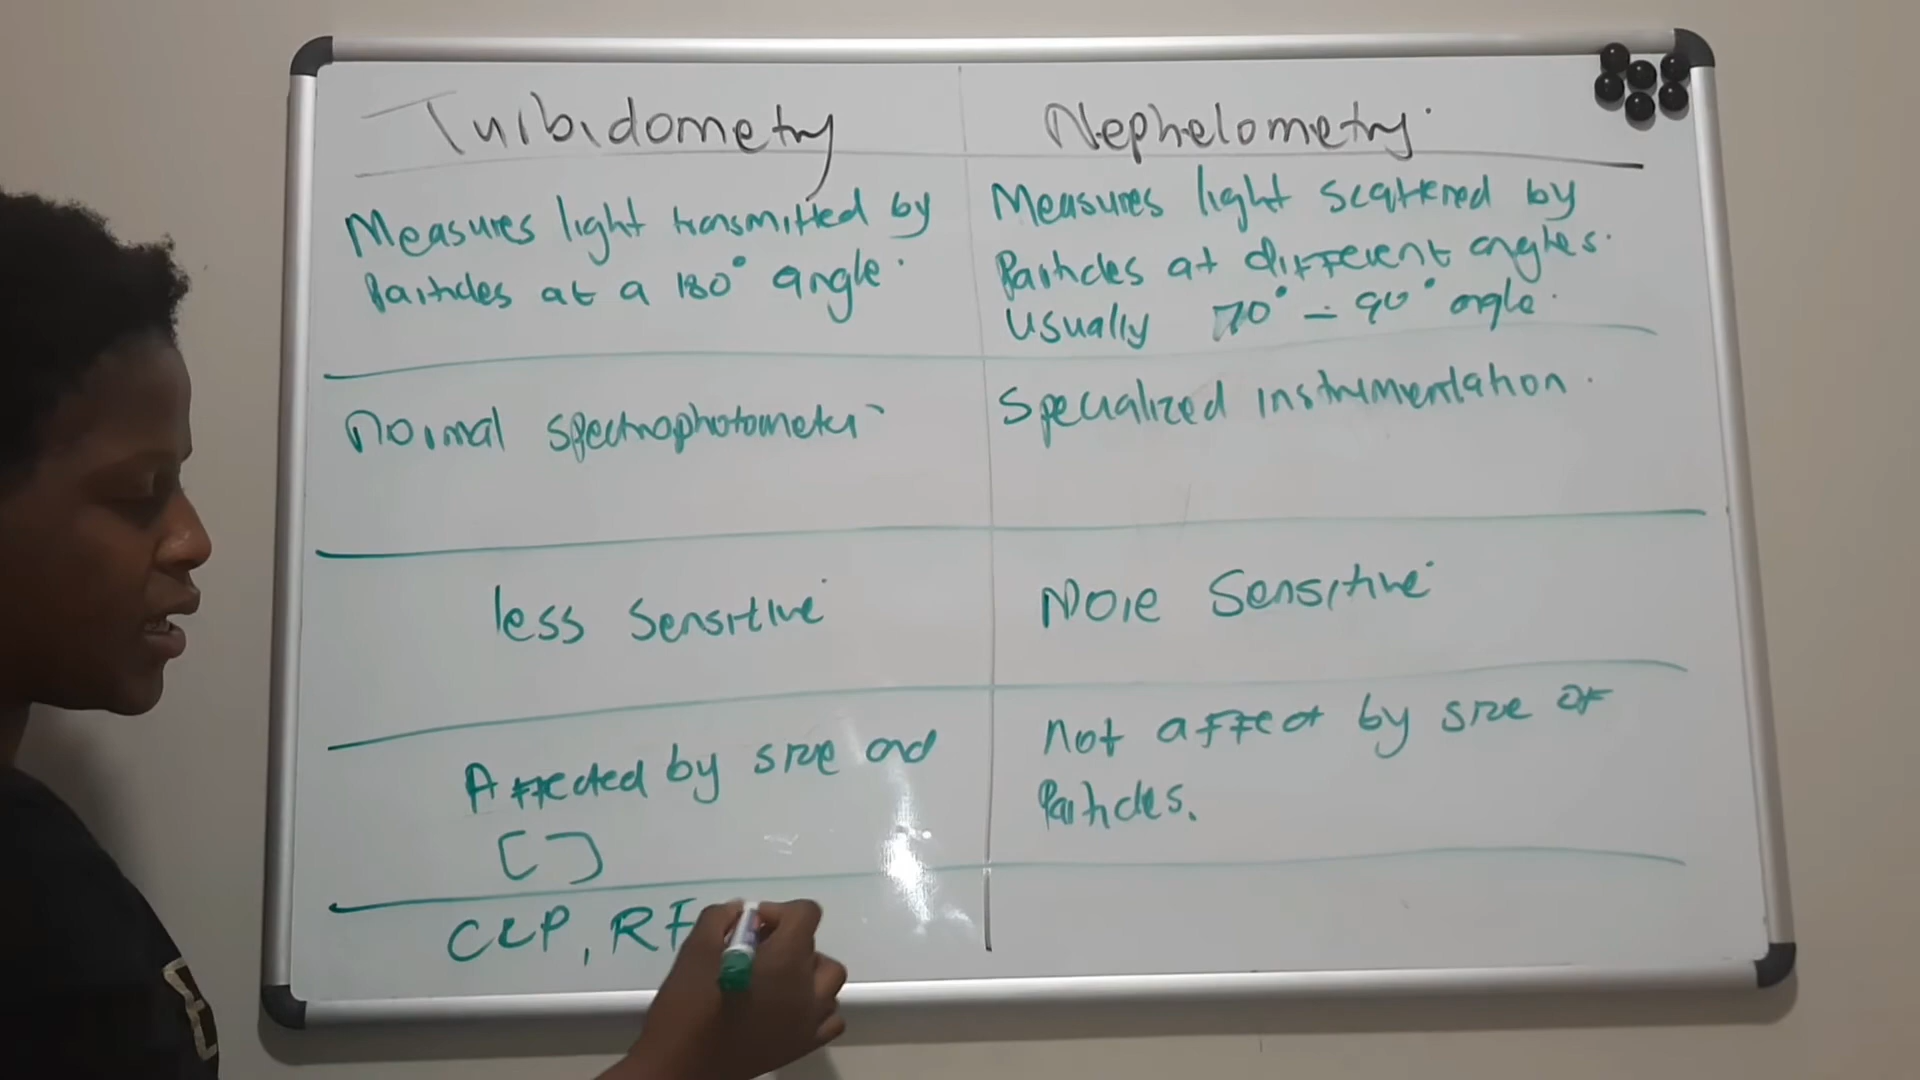 Turbidometry
Nephelometry.
Measures light transmitted by
Particles at a 180° angle.
Measures light scattered by
Particles at different angles.
Usually 70° - 90° angle.
Normal spectrophotometer
Specialized instrumentation.
less sensitive
More Sensitive
Affected by size and
[ ]
Not affect by size of
Particles.
CRP, RF